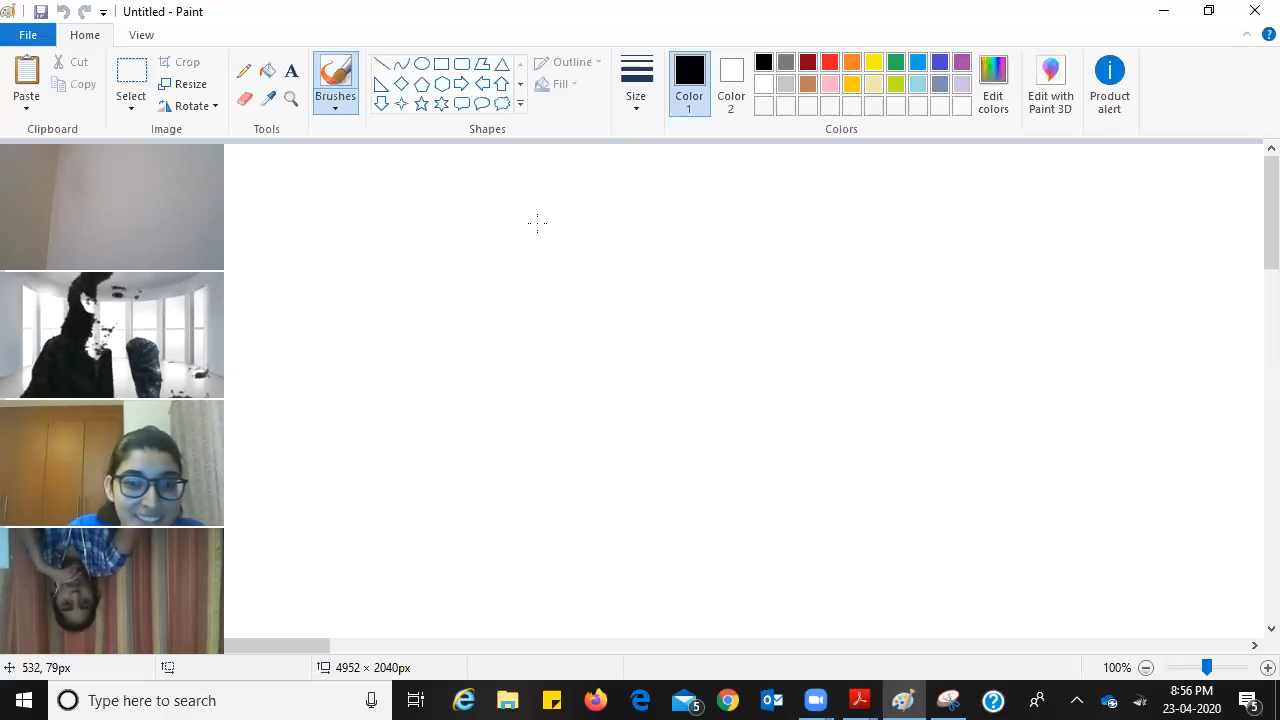 Untitled - Paint
File
Home
View
Paste
Cut
Copy
Clipboard
Select
Crop
Resize
Rotate
Image
Tools
Brushes
Shapes
Outline
Fill
Size
Color
1
Color
2
Colors
Edit
colors
Edit with
Paint 3D
Product
alert
532, 79px
4952 × 2040px
100%
Type here to search
5
8:56 PM
23-04-2020
5